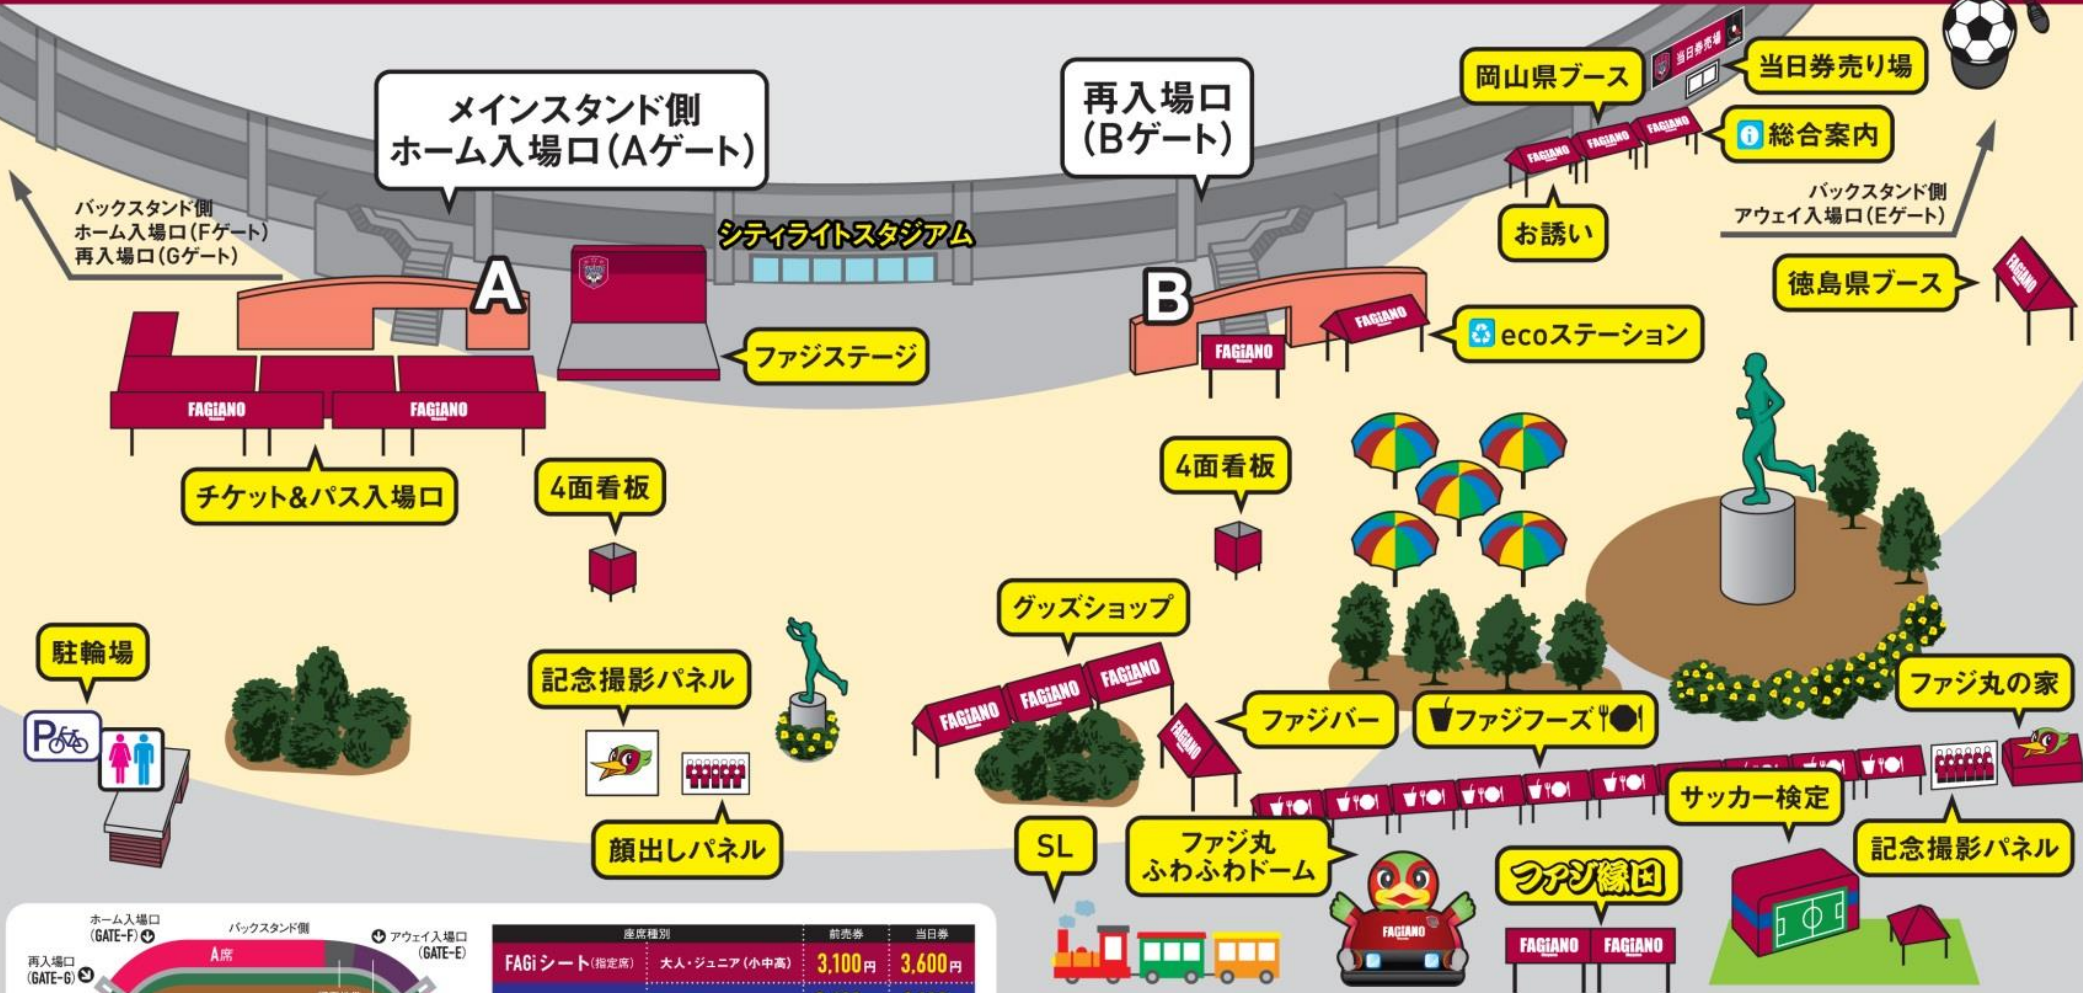 メインスタンド側
ホーム入場口(Aゲート)
再入場口
(Bゲート)
岡山県ブース
当日券売場
当日券売り場
FAGiANO
FAGiANO
FAGiANO
総合案内
お誘い
バックスタンド側
アウェイ入場口(Eゲート)
バックスタンド側
ホーム入場口(Fゲート)
再入場口(Gゲート)
シティライトスタジアム
徳島県ブース
FAGiANO
A
B
FAGiANO
FAGiANO
ecoステーション
ファジステージ
FAGiANO
FAGiANO
チケット&パス入場口
4面看板
4面看板
グッズショップ
FAGiANO
FAGiANO
FAGiANO
駐輪場
P
記念撮影パネル
顔出しパネル
ファジバー
FAGiANO
ファジフーズ
ファジ丸の家
サッカー検定
記念撮影パネル
SL
ファジ丸
ふわふわドーム
FAGiANO
ファジ縁日
FAGiANO
FAGiANO
ホーム入場口
(GATE-F)
バックスタンド側
アウェイ入場口
(GATE-E)
再入場口
(GATE-G)
A席
座席種別 前売券 当日券
FAGiシート(指定席) 大人・ジュニア(小中高) 3,100円 3,600円